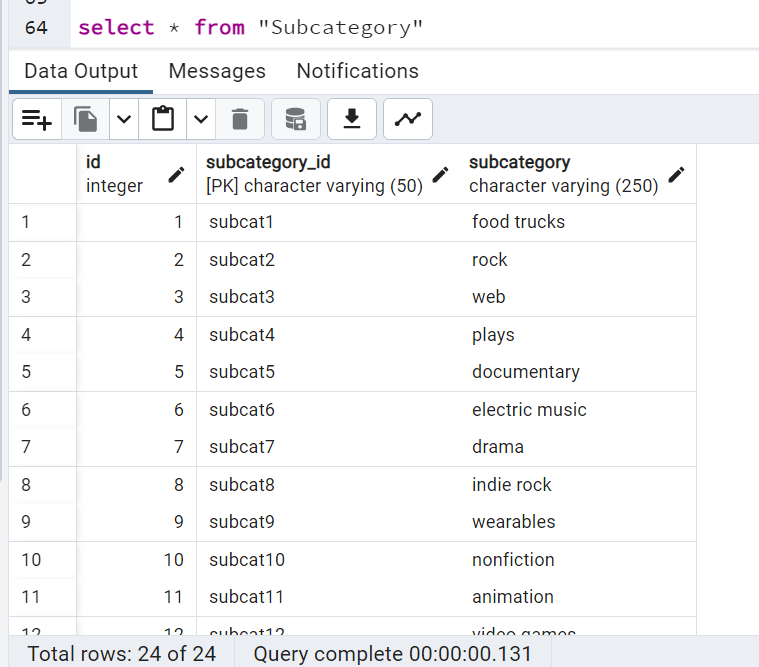 64 select * from "Subcategory"
Data Output Messages Notifications
id subcategory_id subcategory
integer [PK] character varying (50) character varying (250)
1 1 subcat1 food trucks
2 2 subcat2 rock
3 3 subcat3 web
4 4 subcat4 plays
5 5 subcat5 documentary
6 6 subcat6 electric music
7 7 subcat7 drama
8 8 subcat8 indie rock
9 9 subcat9 wearables
10 10 subcat10 nonfiction
11 11 subcat11 animation
12 12 subcat12 video games
Total rows: 24 of 24 Query complete 00:00:00.131